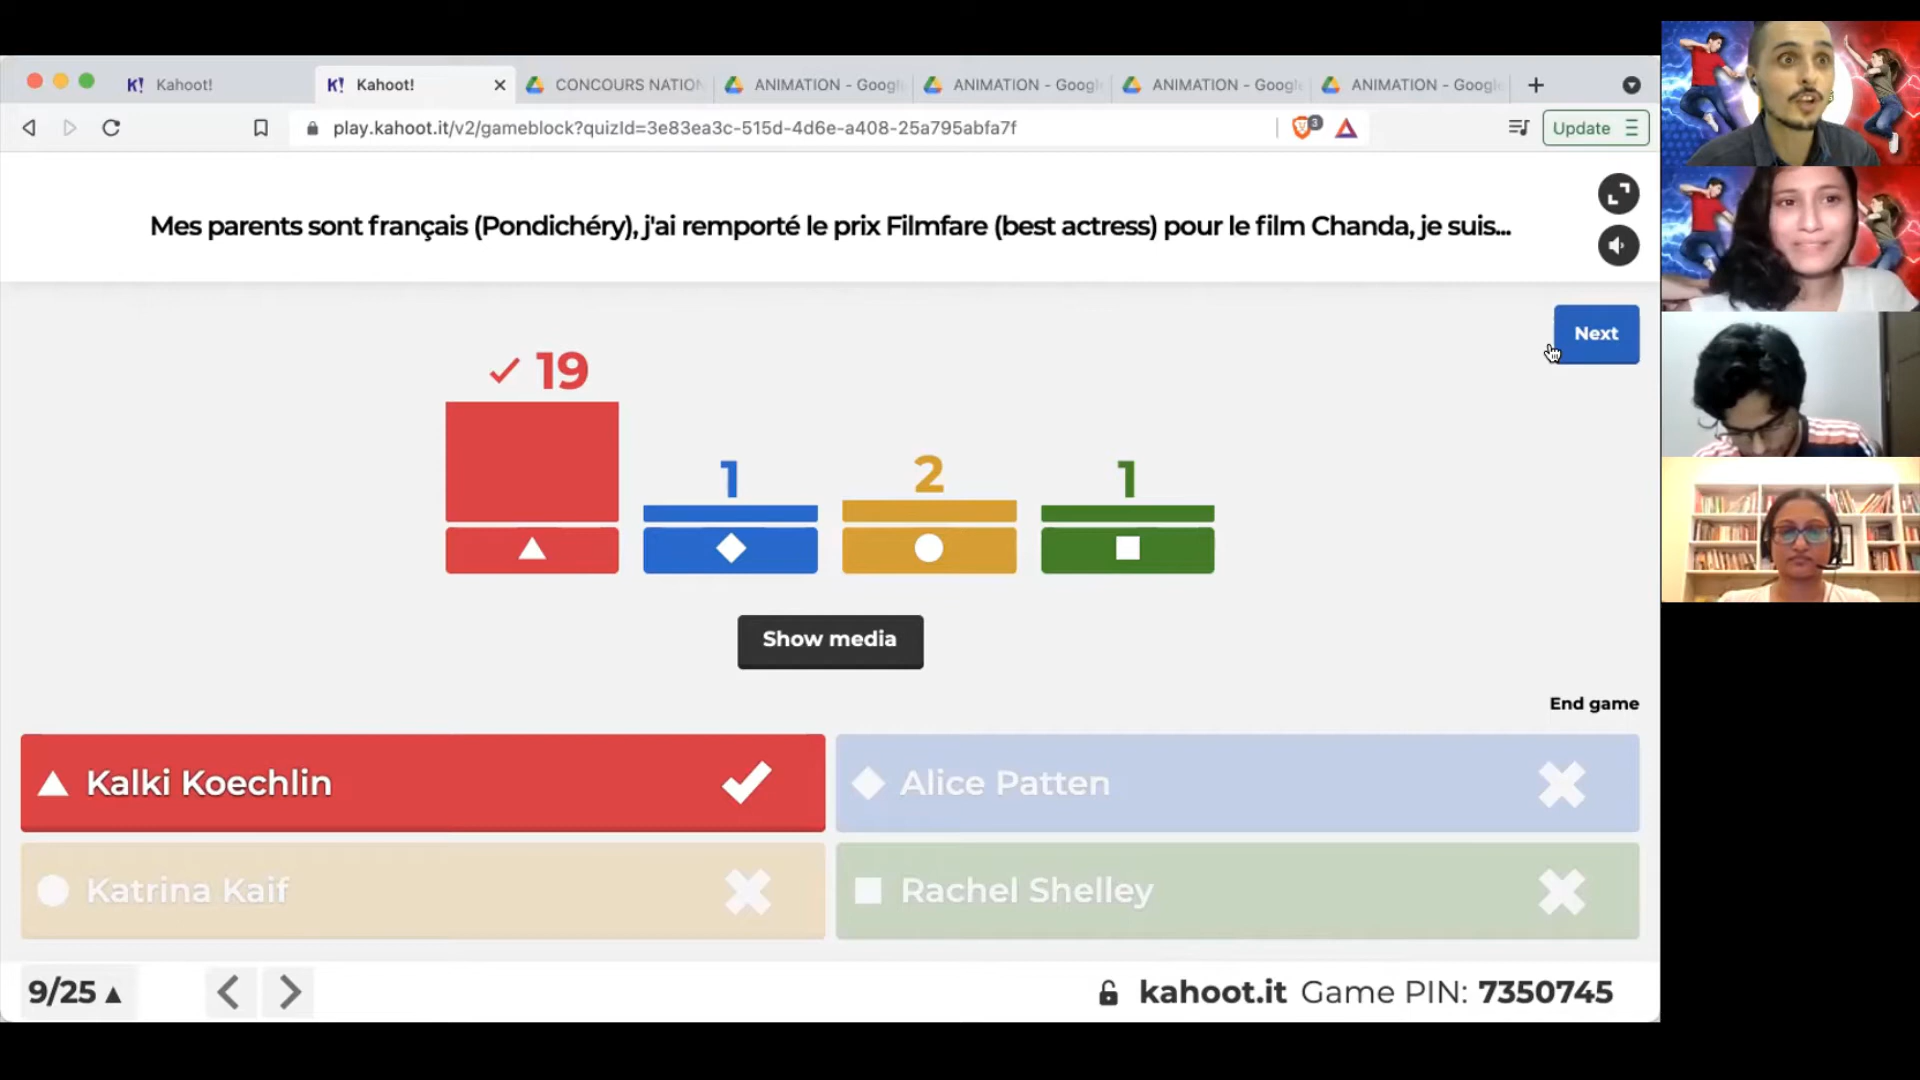 K! Kahoot!
K! Kahoot!
CONCOURS NATION
ANIMATION - Googl
ANIMATION - Googl
ANIMATION - Googl
ANIMATION - Googl
play.kahoot.it/v2/gameblock?quizId=3e83ea3c-515d-4d6e-a408-25a795abfa7f
3
Update
Mes parents sont français (Pondichéry), j'ai remporté le prix Filmfare (best actress) pour le film Chanda, je suis...
Next
19
1
2
1
Show media
End game
Kalki Koechlin
Alice Patten
Katrina Kaif
Rachel Shelley
9/25
kahoot.it Game PIN: 7350745